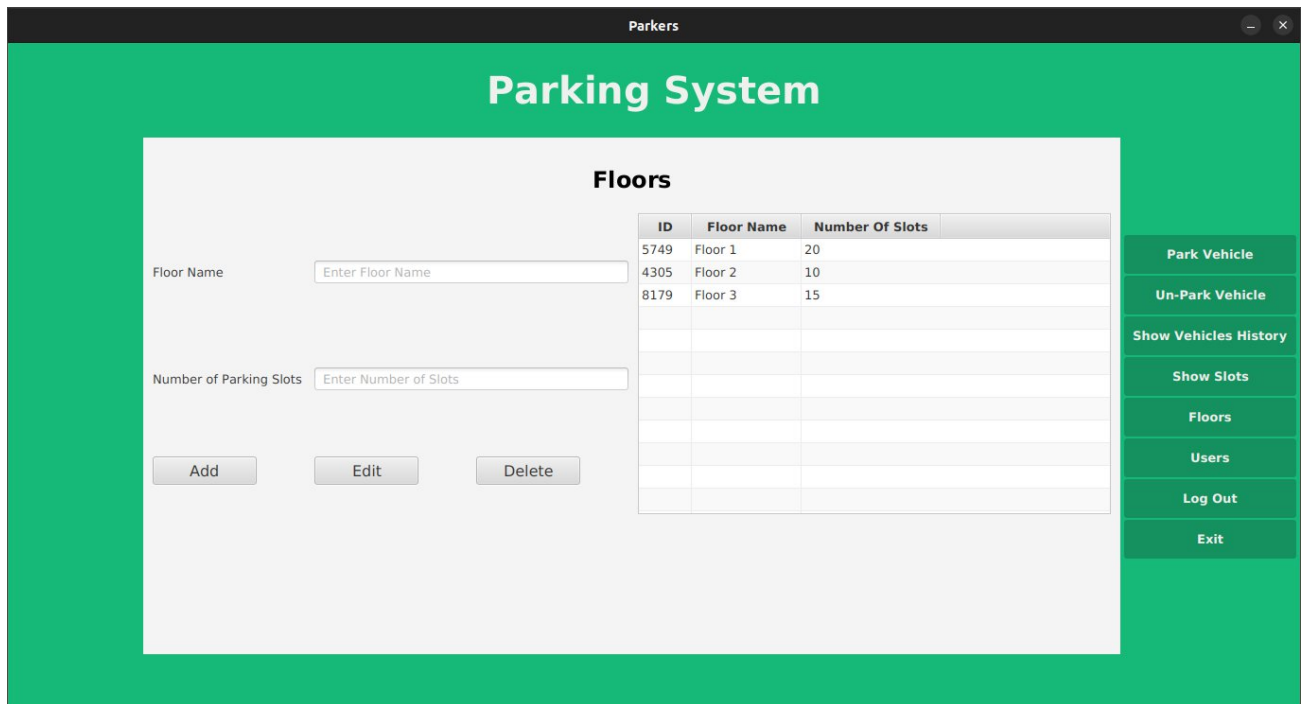 Parkers
Parking System
Floors
Floor Name Enter Floor Name
Number of Parking Slots Enter Number of Slots
Add Edit Delete
ID Floor Name Number Of Slots
5749 Floor 1 20
4305 Floor 2 10
8179 Floor 3 15
Park Vehicle
Un-Park Vehicle
Show Vehicles History
Show Slots
Floors
Users
Log Out
Exit